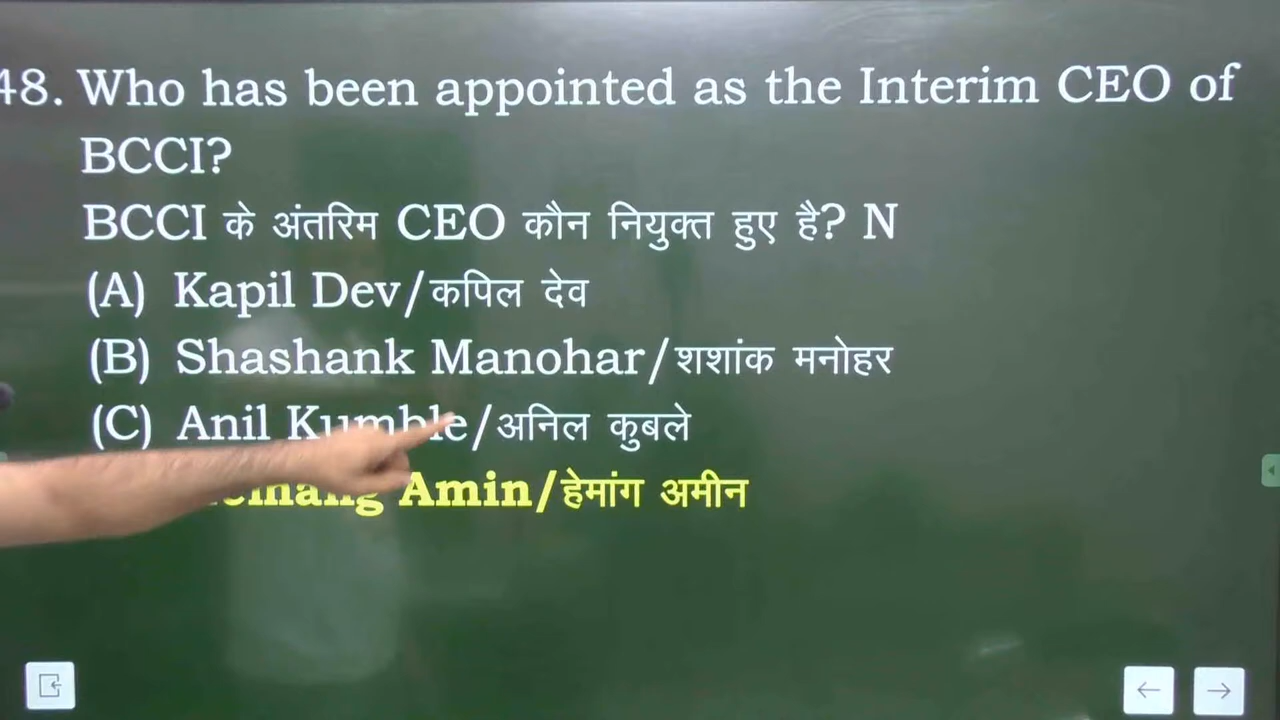 48. Who has been appointed as the Interim CEO of
BCCI?
BCCI के अंतरिम CEO कौन नियुक्त हुए है? N
(A) Kapil Dev/कपिल देव
(B) Shashank Manohar/शशांक मनोहर
(C) Anil Kumble/अनिल कुबले
Amin/हेमांग अमीन